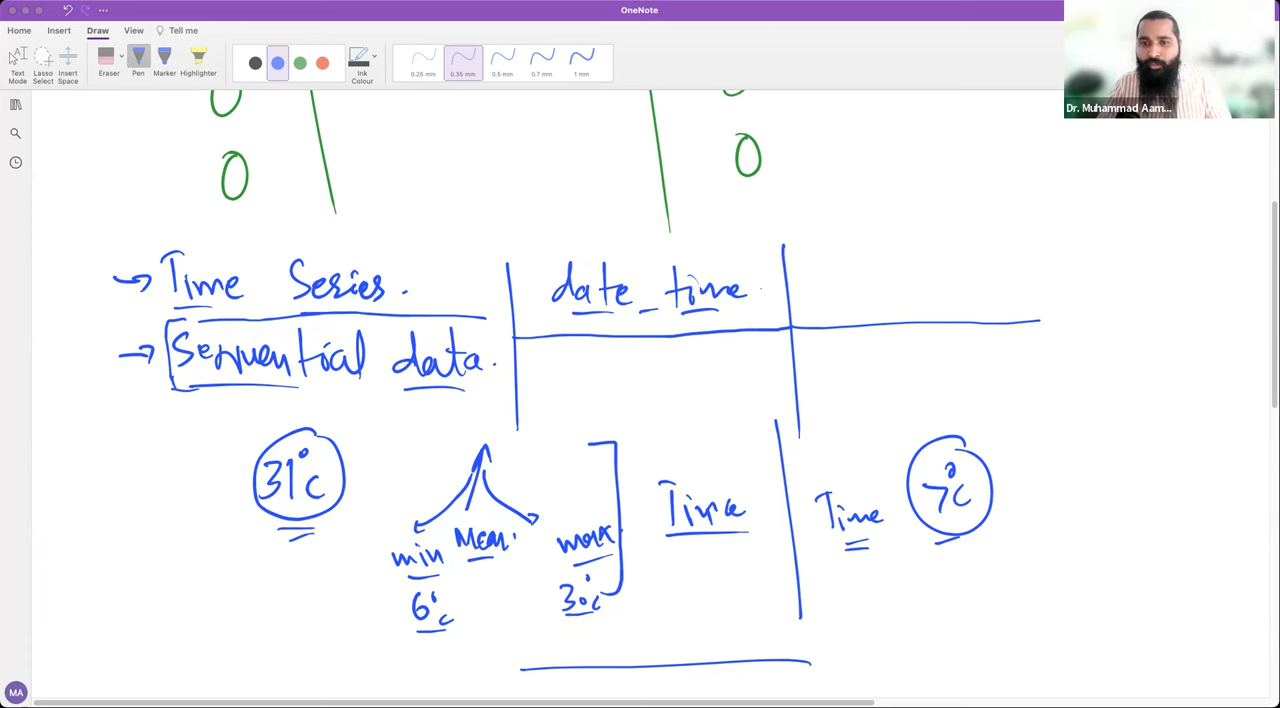 OneNote
Home Insert Draw View Tell me
Text Mode
Lasso Select
Insert Space
Eraser
Pen
Marker
Highlighter
Ink Colour
0.25 mm
0.35 mm
0.5 mm
0.7 mm
1 mm
Dr. Muhammad Aam...
0
0
0
0
→ Time Series.
date_time
→ Sequential data.
31°C
min
Mean.
max
6°C
30°C
Time
Time
7°C
MA